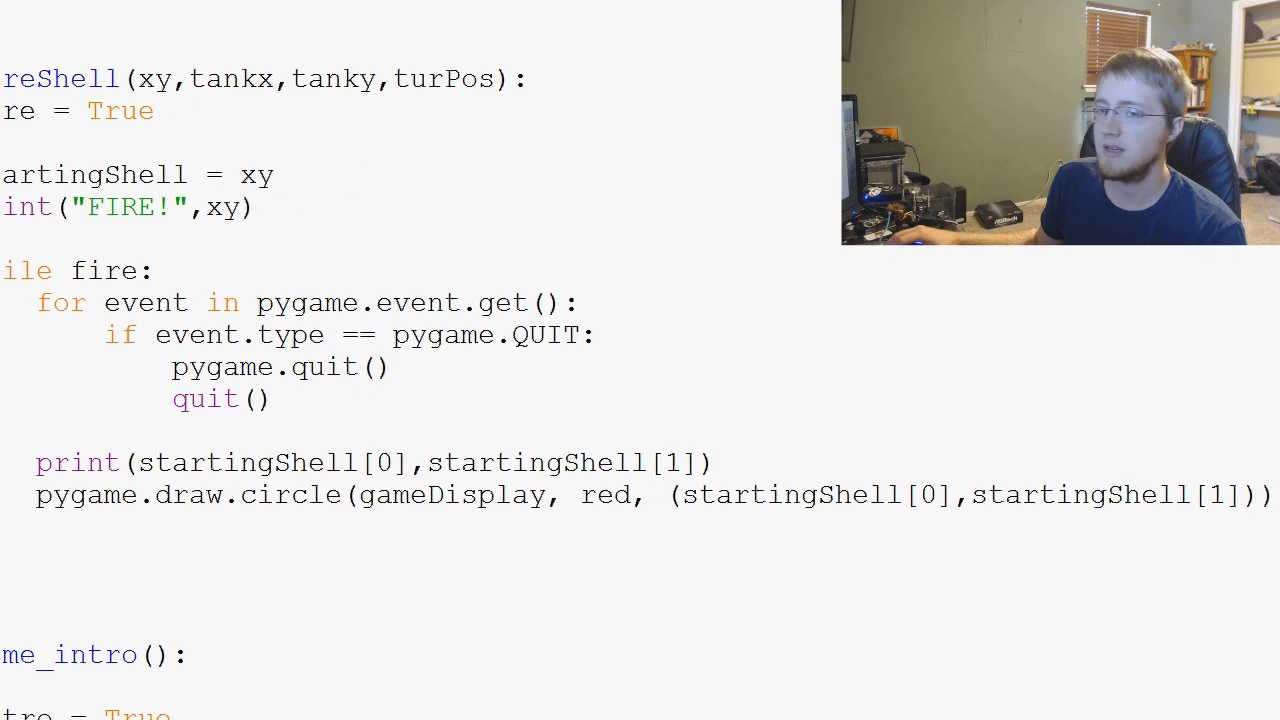 reShell(xy,tankx,tanky,turPos):
re = True
artingShell = xy
int("FIRE!",xy)
ile fire:
for event in pygame.event.get():
if event.type == pygame.QUIT:
pygame.quit()
quit()
print(startingShell[0],startingShell[1])
pygame.draw.circle(gameDisplay, red, (startingShell[0],startingShell[1]))
me_intro():
tro = True